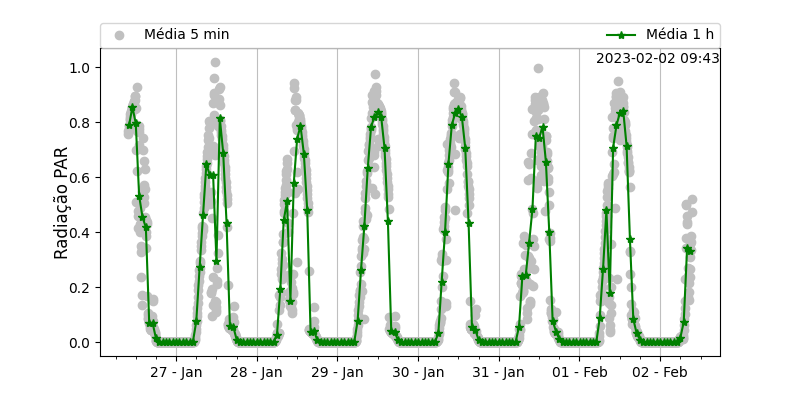 Média 5 min
Média 1 h
2023-02-02 09:43
Radiação PAR
1.0
0.8
0.6
0.4
0.2
0.0
27 - Jan
28 - Jan
29 - Jan
30 - Jan
31 - Jan
01 - Feb
02 - Feb